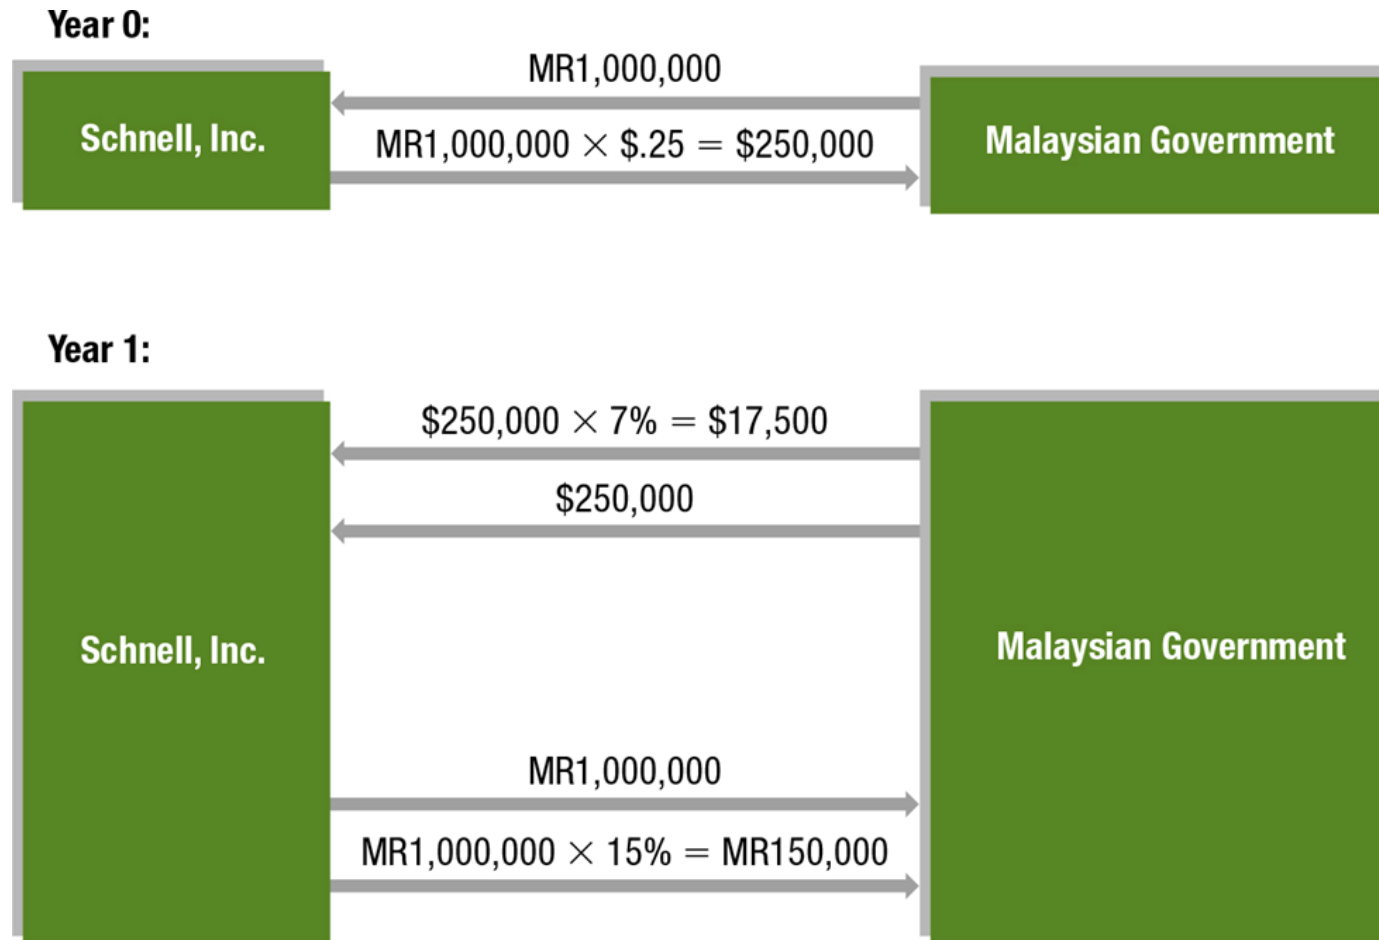 Year 0:
MR1,000,000
Schnell, Inc.
MR1,000,000 × $.25 = $250,000
Malaysian Government
Year 1:
$250,000 × 7% = $17,500
$250,000
Schnell, Inc.
Malaysian Government
MR1,000,000
MR1,000,000 × 15% = MR150,000